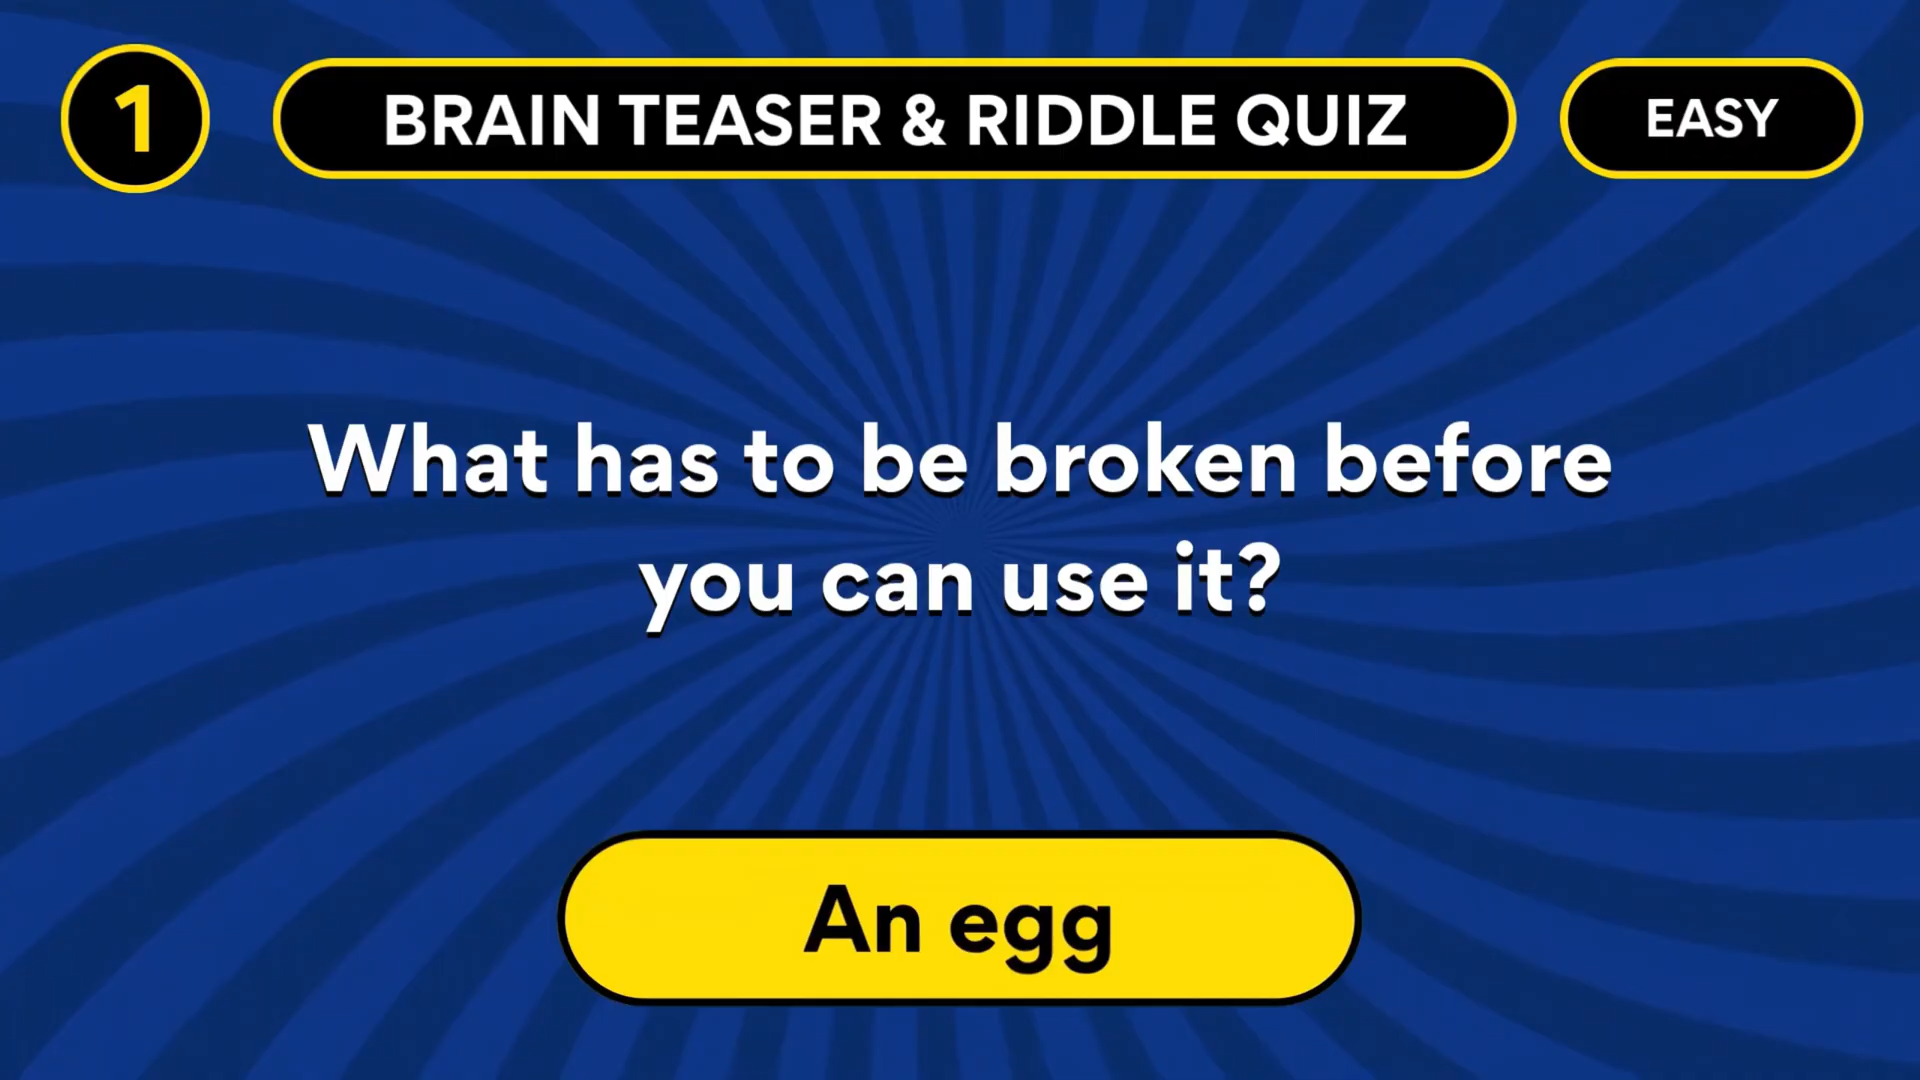 1
BRAIN TEASER & RIDDLE QUIZ
EASY
What has to be broken before
you can use it?
An egg